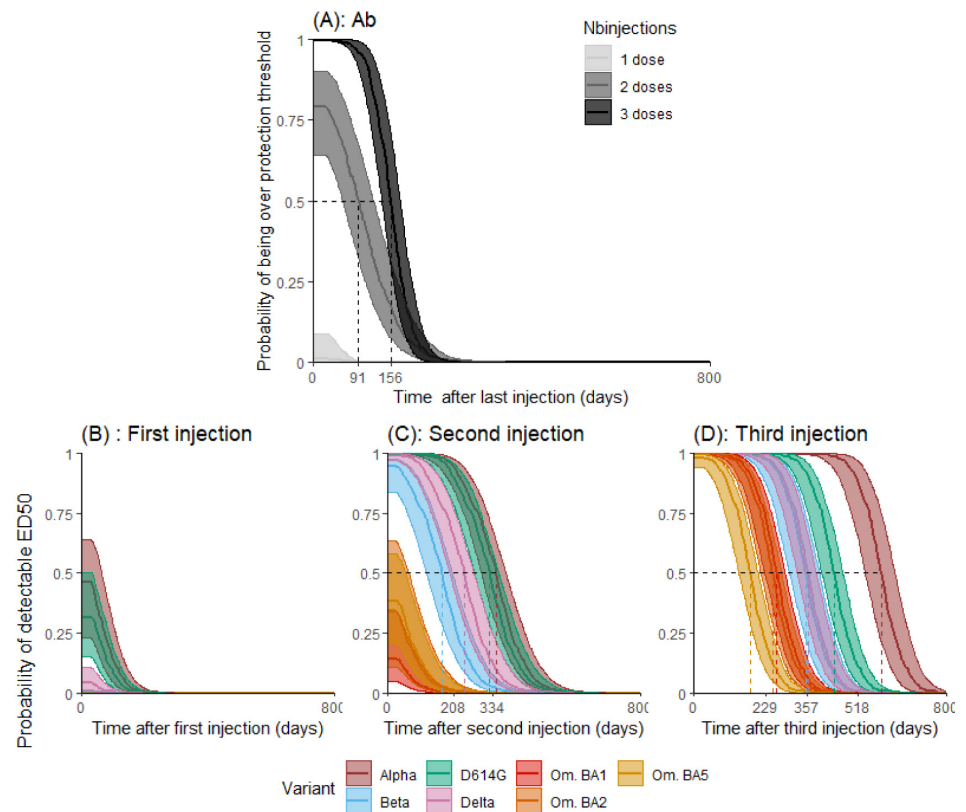 (A): Ab
Nbinjections
1 dose
2 doses
3 doses
Probability of being over protection threshold
1
0.75
0.5
0.25
0
0 91 156 800
Time after last injection (days)
(B) : First injection
(C): Second injection
(D): Third injection
Probability of detectable ED50
1
0.75
0.5
0.25
0
0 800
Time after first injection (days)
1
0.75
0.5
0.25
0
0 208 334 800
Time after second injection (days)
1
0.75
0.5
0.25
0
0 229 357 518 800
Time after third injection (days)
Variant
Alpha D614G Om. BA1 Om. BA5
Beta Delta Om. BA2